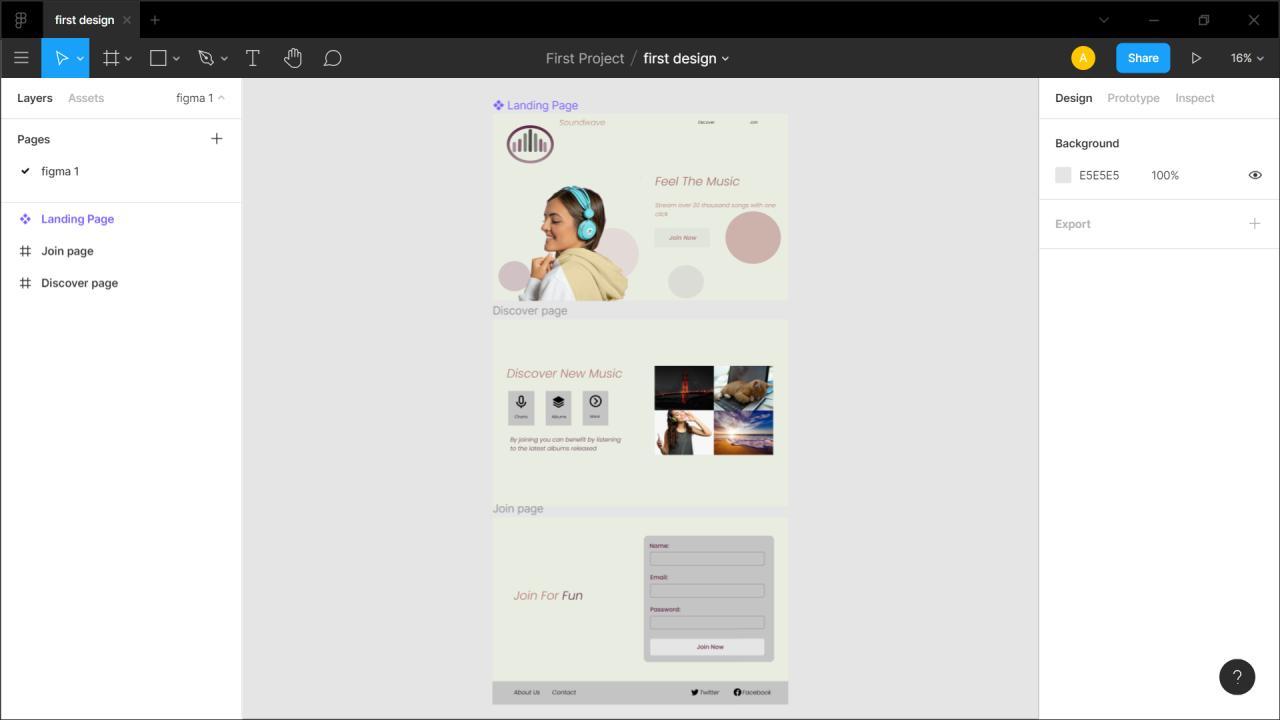 first design
First Project / first design
A
Share
16%
Layers
Assets
figma 1
Pages
figma 1
Landing Page
Join page
Discover page
Landing Page
Soundwave
Discover
Join
Feel The Music
Stream over 20 thousand songs with one
click
Join Now
Discover page
Discover New Music
Charts
Albums
More
By joining you can benefit by listening
to the latest albums released
Join page
Join For Fun
Name:
Email:
Password:
Join Now
About Us
Contact
Twitter
Facebook
Design
Prototype
Inspect
Background
E5E5E5
100%
Export
?